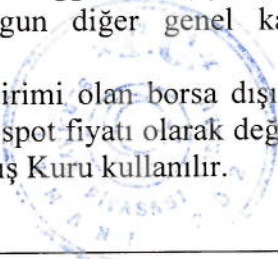 gun diğer genel ka
irimi olan borsa dışı
spot fiyatı olarak değ
ış Kuru kullanılır.